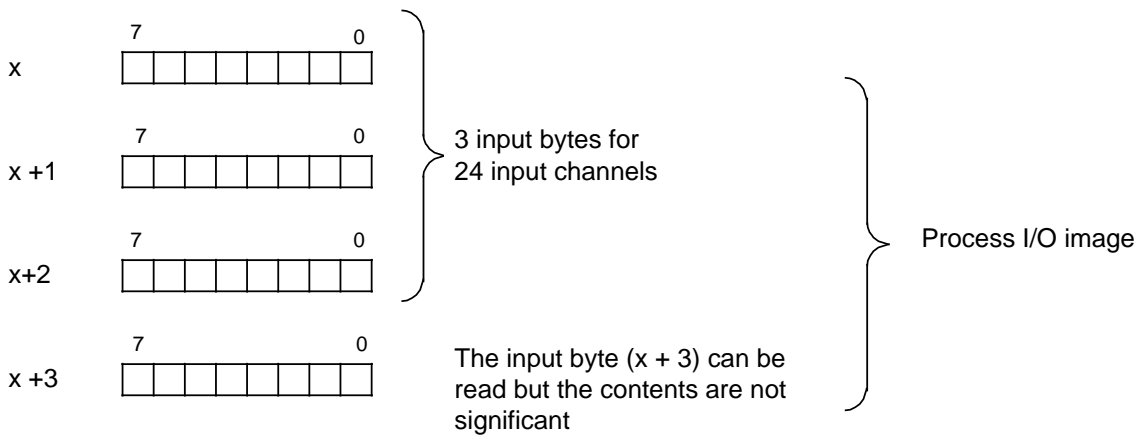 7 0
x
7 0
x +1
3 input bytes for
24 input channels
7 0
x+2
Process I/O image
7 0
x +3
The input byte (x + 3) can be
read but the contents are not
significant